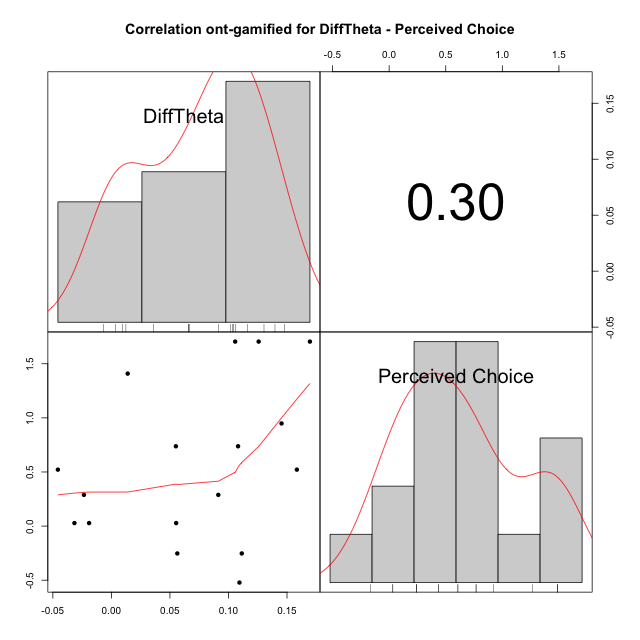 Correlation ont-gamified for DiffTheta - Perceived Choice
-0.5 0.0 0.5 1.0 1.5
DiffTheta
0.30
-0.05 0.00 0.05 0.10 0.15
Perceived Choice
-0.5 0.0 0.5 1.0 1.5
-0.05 0.00 0.05 0.10 0.15